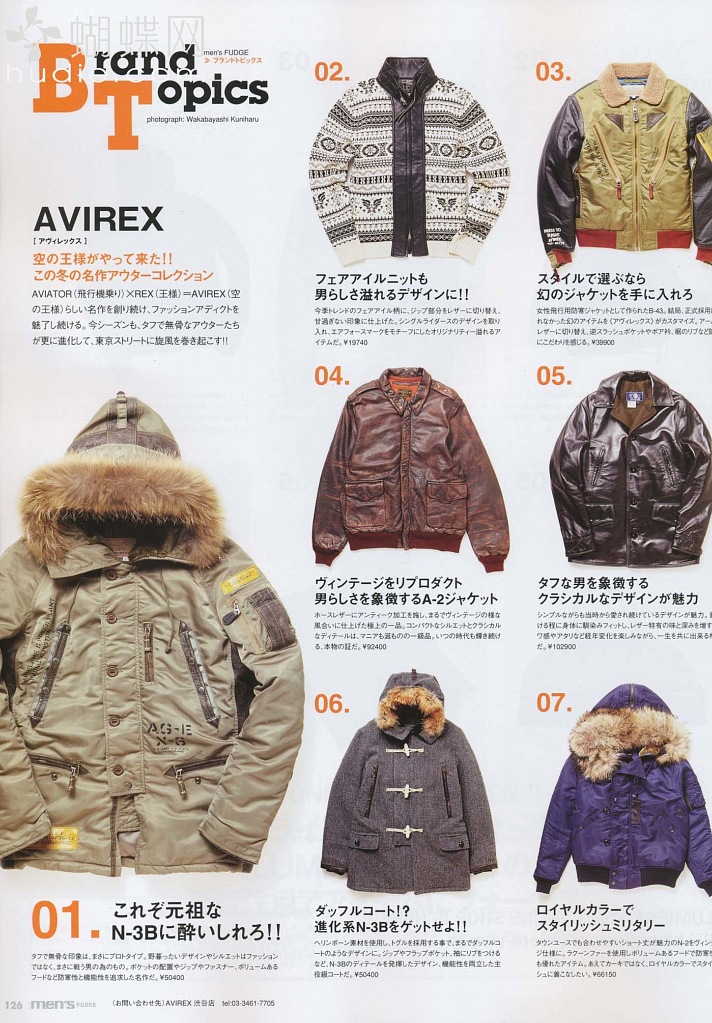 蝴蝶网
hudie.com
Brand
Topics
men's FUDGE
≫ ブランドトピックス
photograph: Wakabayashi Kuniharu
AVIREX
[ アヴィレックス ]
空の王様がやって来た!!
この冬の名作アウターコレクション
AVIATOR(飛行機乗り)×REX(王様)＝AVIREX(空
の王様)らしい名作を創り続け、ファッションアディクトを
魅了し続ける。今シーズンも、タフで無骨なアウターたち
が更に進化して、東京ストリートに旋風を巻き起こす!!
01.
これぞ元祖な
N-3Bに酔いしれろ!!
タフで無骨な印象は、まさにプロトタイプ。野暮ったいデザインやシルエットはファッション
ではなく、まさに戦う男の為のもの。ポケットの配置やジップやファスナー、ボリュームある
フードなど防寒性と機能性を追求した名作だ。¥50400
AG-E
X-G
02.
フェアアイルニットも
男らしさ溢れるデザインに!!
今季トレンドのフェアアイル柄に、ジップ部分をレザーに切り替え、
甘過ぎない印象に仕上げた。シングルライダースのデザインを取り
入れ、エアフォースマークをモチーフにしたオリジナリティー溢れるア
イテムだ。¥19740
03.
スタイルで選ぶなら
幻のジャケットを手に入れろ
女性飛行用防寒ジャケットとして作られたB-43。結局、正式採用
れなかった幻のアイテムを〈アヴィレックス〉がカスタマイズ。アー
レザーに切り替え、逆スラッシュポケットやボア衿、裾のリブなど
にこだわりを感じる。¥39900
04.
ヴィンテージをリプロダクト
男らしさを象徴するA-2ジャケット
ホースレザーにアンティーク加工を施し、まるでヴィンテージの様な
風合いに仕上げた極上の一品。コンパクトなシルエットとクラシカル
なディテールは、マニアも涎ものの一級品。いつの時代も輝き続け
る、本物の証だ。¥92400
05.
タフな男を象徴する
クラシカルなデザインが魅力
シンプルながらも当時から愛され続けているデザインが魅力。
ける程に身体に馴染みフィットし、レザー特有の味と深みを増す
ワ感やアタリなど経年変化を楽しみながら、一生を共に出来る
だ。¥102900
06.
ダッフルコート!?
進化系N-3Bをゲットせよ!!
ヘリンボーン素材を使用し、トグルを採用する事で、まるでダッフルコ
ートのようなデザインに。ジップやフラップポケット、袖にリブをつける
など、N-3Bのディテールを発揮したデザイン、機能性を両立した主
役級コートだ。¥50400
07.
ロイヤルカラーで
スタイリッシュミリタリー
タウンユースでも合わせやすいショート丈が魅力のN-2をヴィン
ジ仕様に。ラクーンファーを使用しボリュームあるフードで防寒
も優れたアイテム。あえてカーキではなく、ロイヤルカラーでスタイ
シュに着こなしたい。¥66150
126 men's FUDGE
〈お問い合わせ先〉AVIREX 渋谷店 tel:03-3461-7705